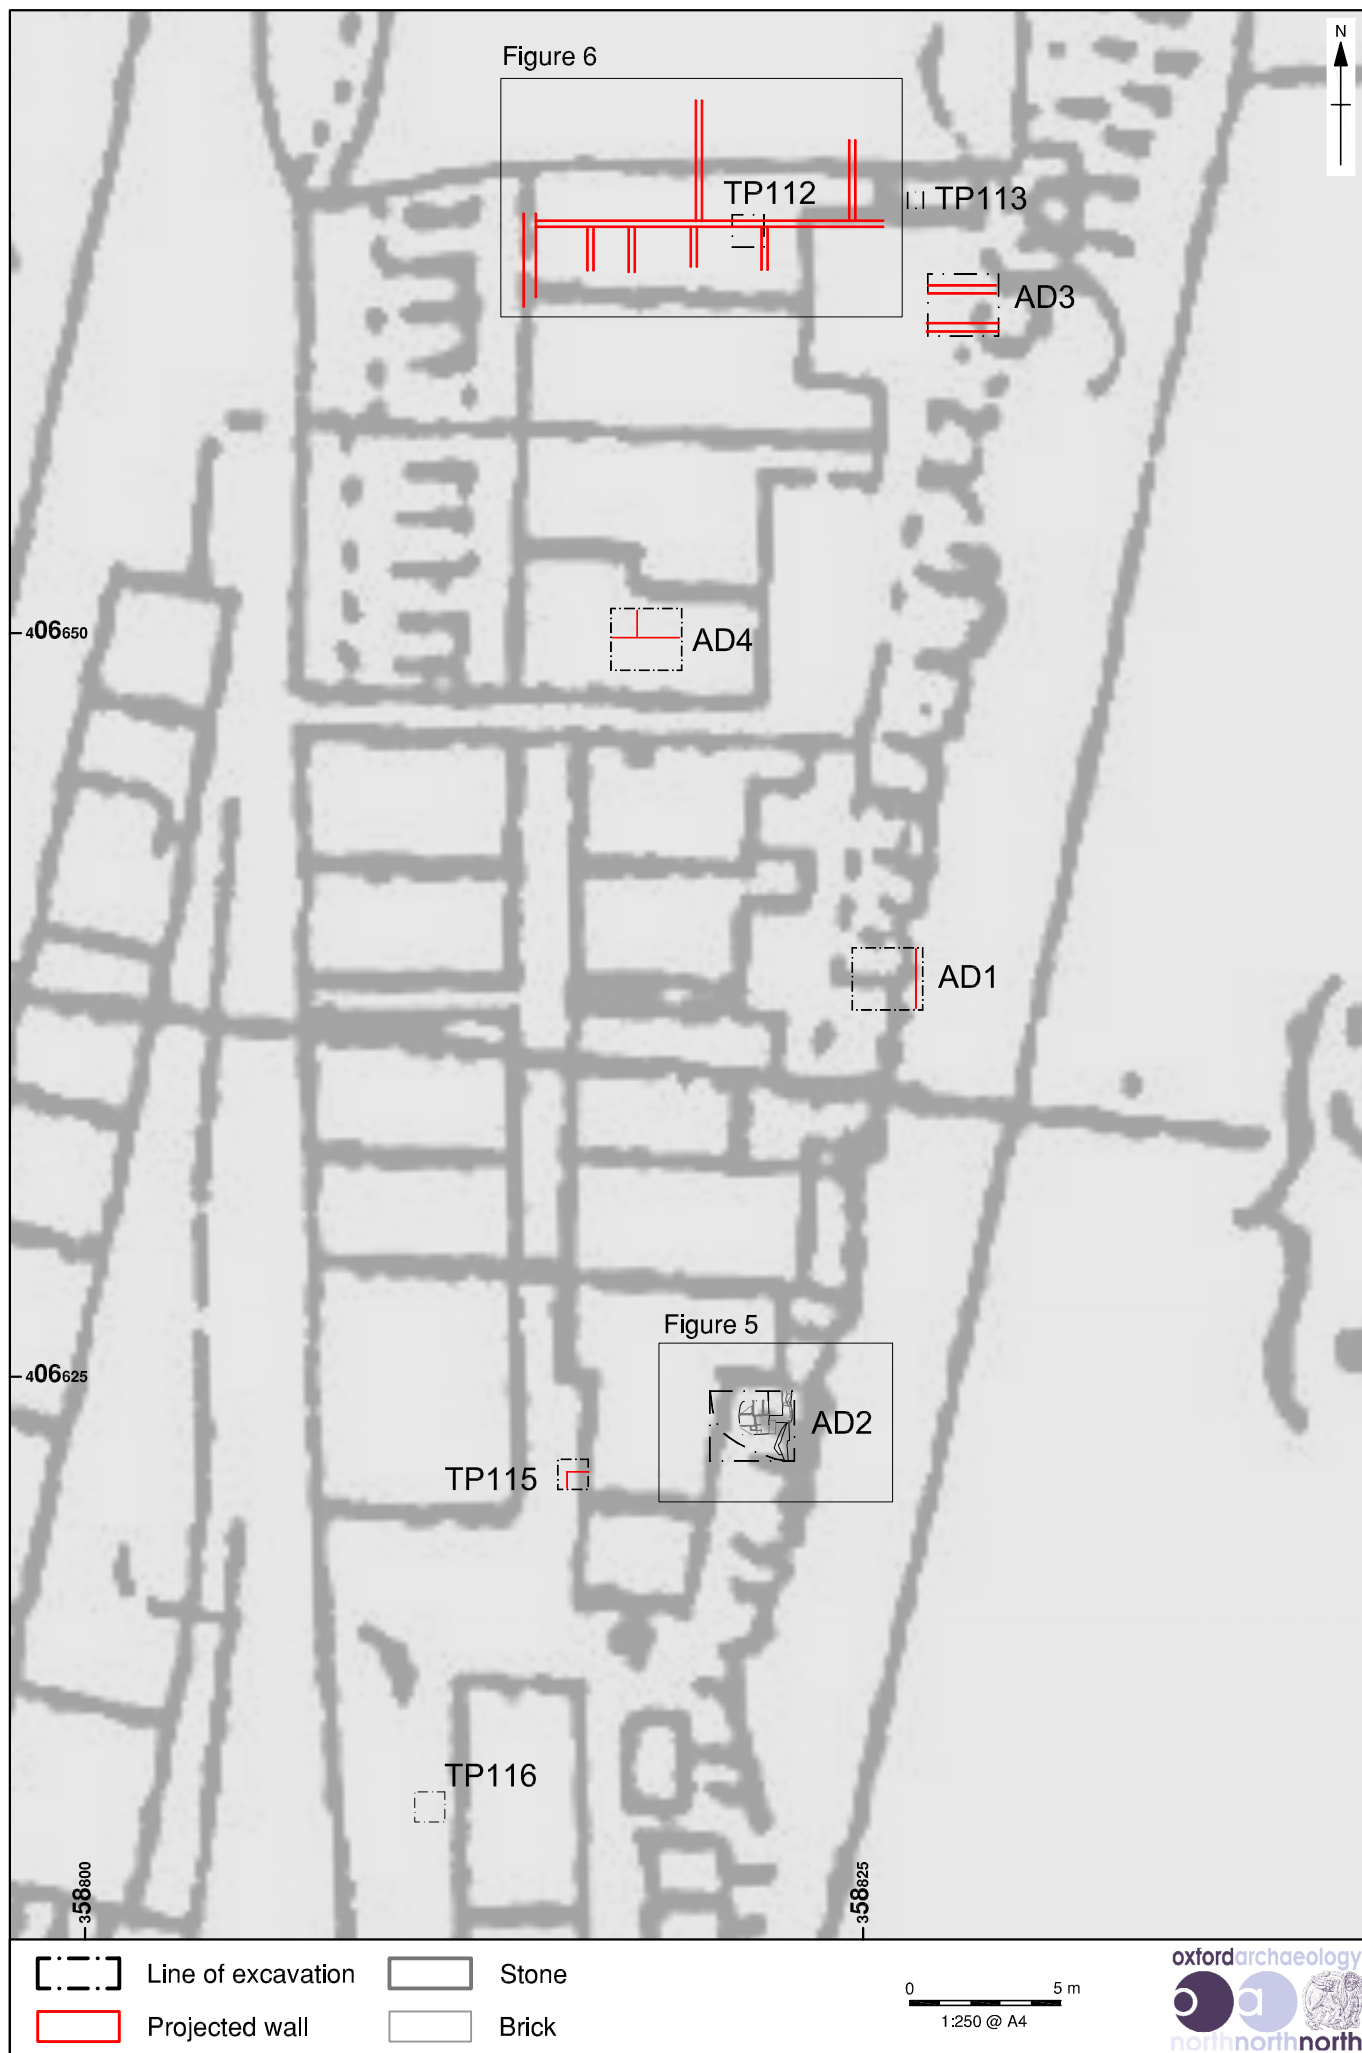 Figure 6
N
TP112
TP113
AD3
406650
AD4
AD1
Figure 5
406625
AD2
TP115
TP116
358800
358825
Line of excavation
Stone
Projected wall
Brick
0 5 m
1:250 @ A4
oxfordarchaeology
oa
northnorthnorth